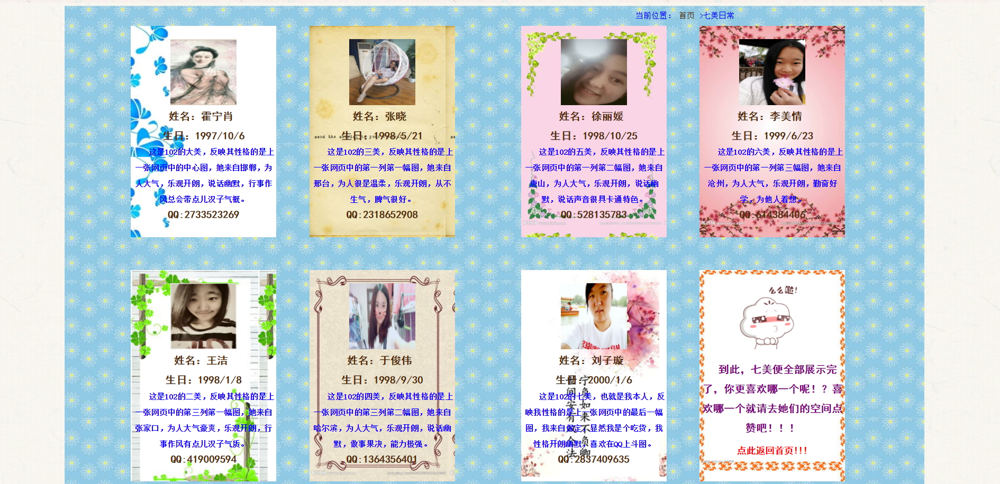 当前位置： 首页 >七美日常
姓名：霍宁肖
生日：1997/10/6
这是102的大美，反映其性格的是上
一张网页中的中心图，她来自邯郸，为
人大气，乐观开朗，说话幽默，行事作
风总会带点儿汉子气概。
QQ:2733523269
姓名：张晓
生日：1998/5/21
这是102的三美，反映其性格的是上
一张网页中的第一列第一幅图，她来自
邢台，为人很是温柔，乐观开朗，从不
生气，脾气很好。
QQ:2318652908
姓名：徐丽媛
生日：1998/10/25
这是102的五美，反映其性格的是上
一张网页中的第一列第二幅图，她来自
唐山，为人大气，乐观开朗，说话幽
默，说话声音很具卡通特色。
QQ:528135783
姓名：李美情
生日：1999/6/23
这是102的六美，反映其性格的是上
一张网页中的第一列第三幅图，她来自
沧州，为人大气，乐观开朗，勤奋好
学，为他人着想。
QQ:614384406
姓名：王洁
生日：1998/1/8
这是102的二美，反映其性格的是上
一张网页中的第三列第一幅图，她来自
张家口，为人大气豪爽，乐观开朗，行
事作风有点儿汉子气质。
QQ:419009594
姓名：于俊伟
生日：1998/9/30
这是102的四美，反映其性格的是上
一张网页中的第三列第二幅图，她来自
哈尔滨，为人大气，乐观开朗，说话幽
默，做事果决，能力极强。
QQ:1364356401
姓名：刘子璇
生日：2000/1/6
这是102的七美，也就是我本人，反
映我性格的是上一张网页中的最后一幅
图，我来自保定，显然我是个吃货，我
性格开朗幽默，喜欢在QQ上斗图。
QQ:2837409635
世间安有双全法
宁负如来不负卿
么么哒！
到此，七美便全部展示完
了，你更喜欢哪一个呢！？喜
欢哪一个就请去她们的空间点
赞吧！！！
点此返回首页!!!